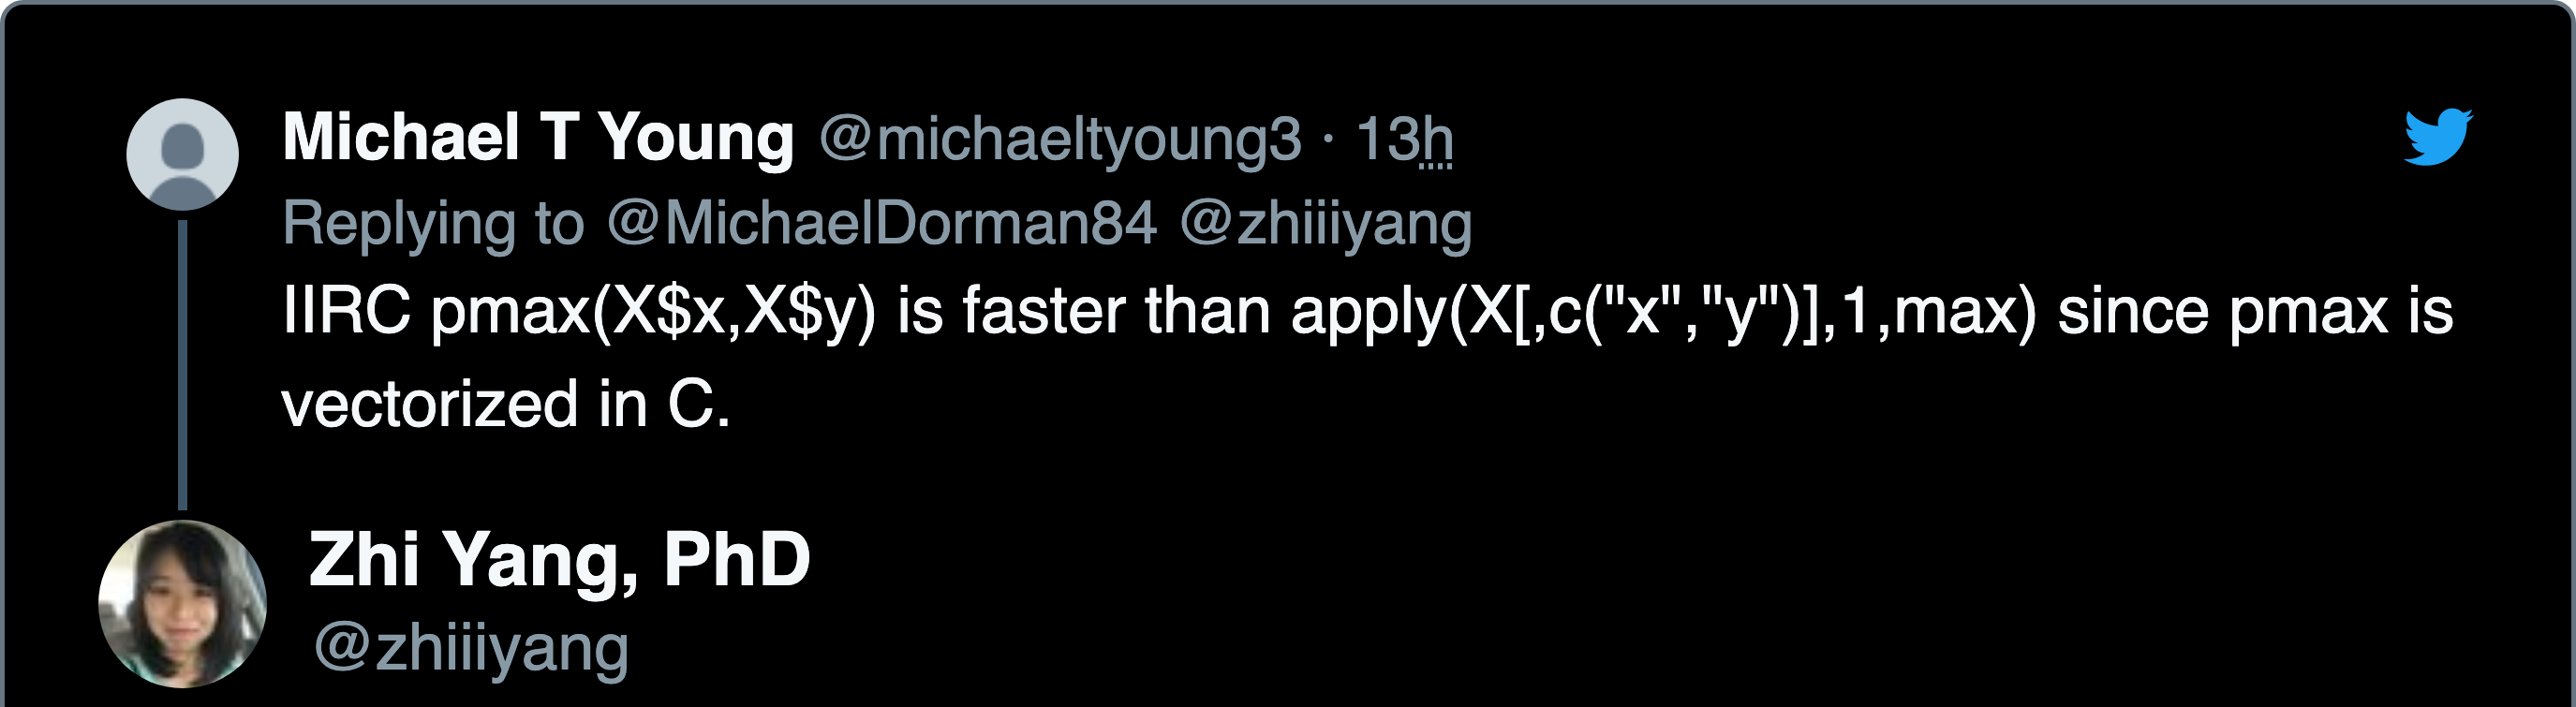 Michael T Young @michaeltyoung3 · 13h
Replying to @MichaelDorman84 @zhiiiyang
IIRC pmax(X$x,X$y) is faster than apply(X[,c("x","y")],1,max) since pmax is
vectorized in C.
Zhi Yang, PhD
@zhiiiyang